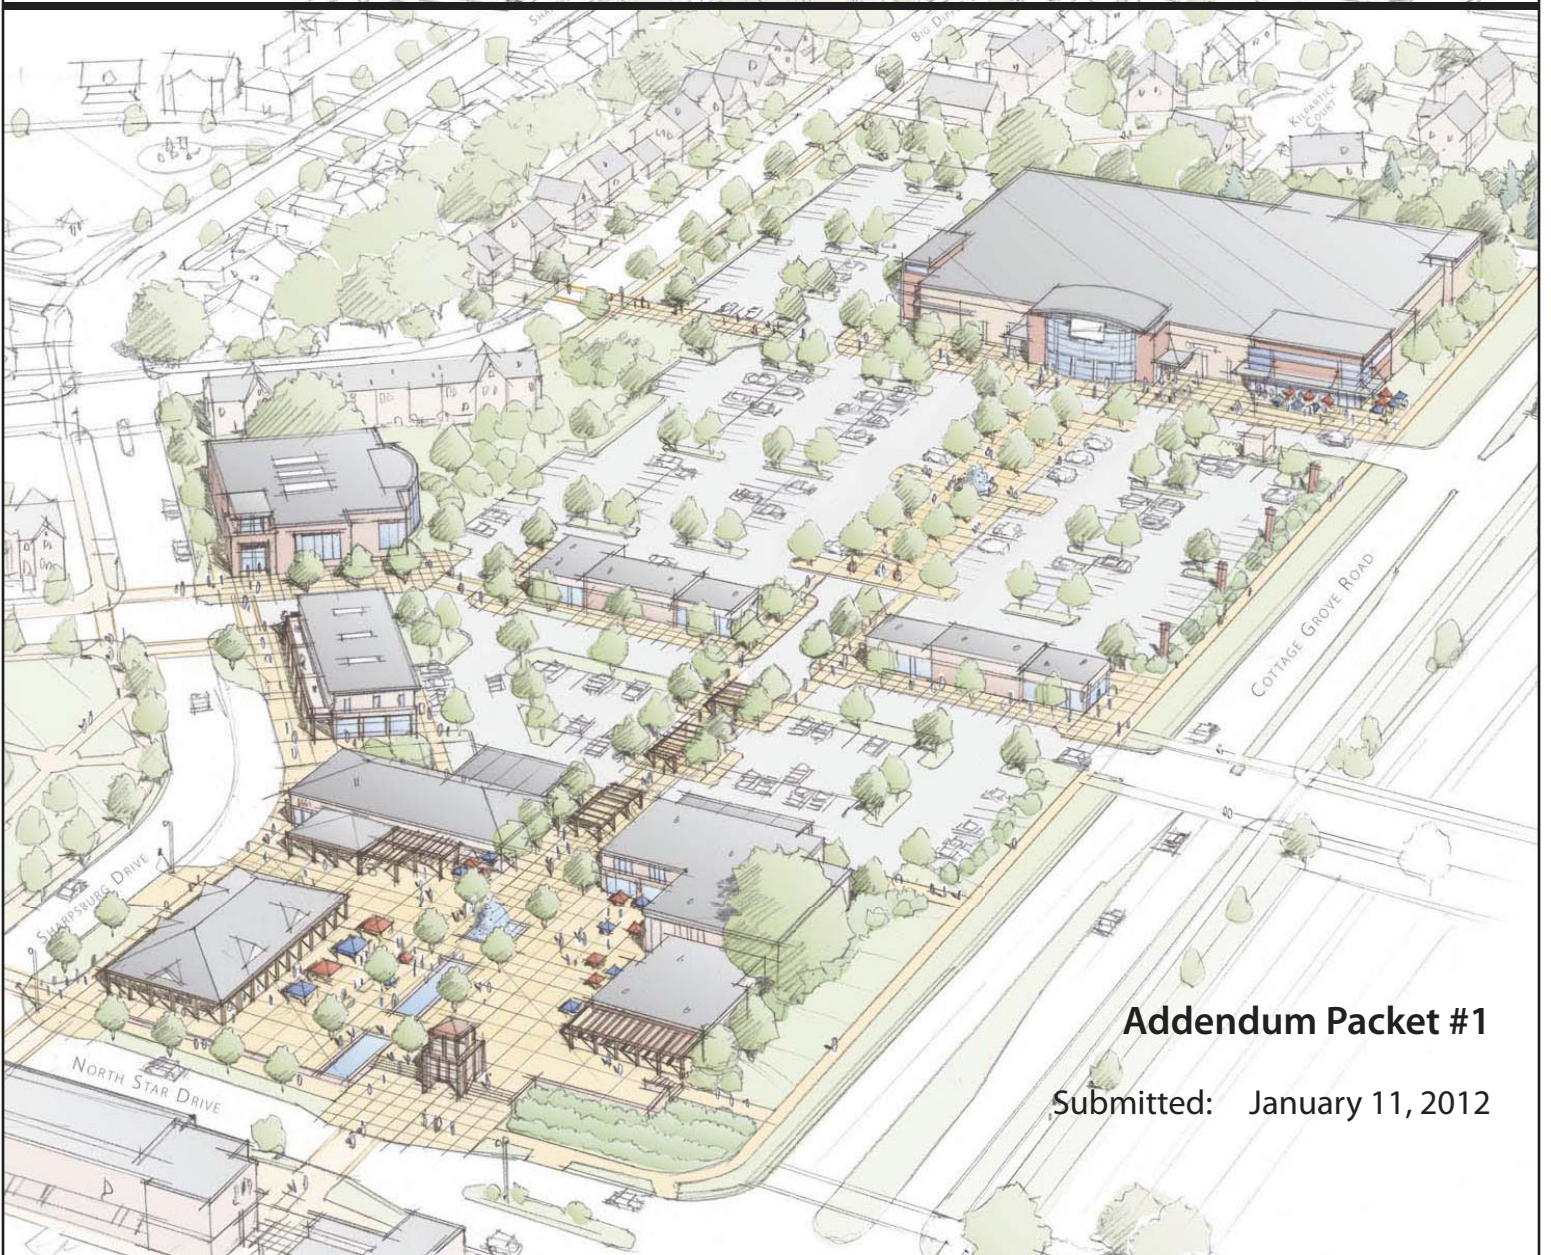 KILPATRICK
COURT
COTTAGE GROVE ROAD
SHARPSBURG DRIVE
NORTH STAR DRIVE
Addendum Packet #1
Submitted: January 11, 2012